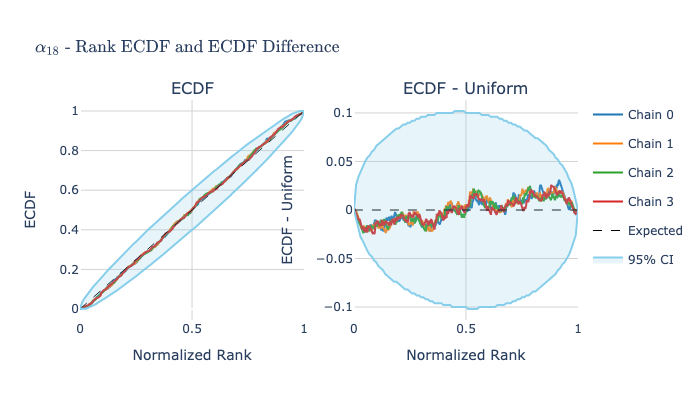 α18 - Rank ECDF and ECDF Difference
ECDF
ECDF - Uniform
1
0.8
0.6
0.4
0.2
0
ECDF
0
0.5
1
Normalized Rank
0.1
0.05
0
−0.05
−0.1
ECDF - Uniform
0
0.5
1
Normalized Rank
Chain 0
Chain 1
Chain 2
Chain 3
Expected
95% CI